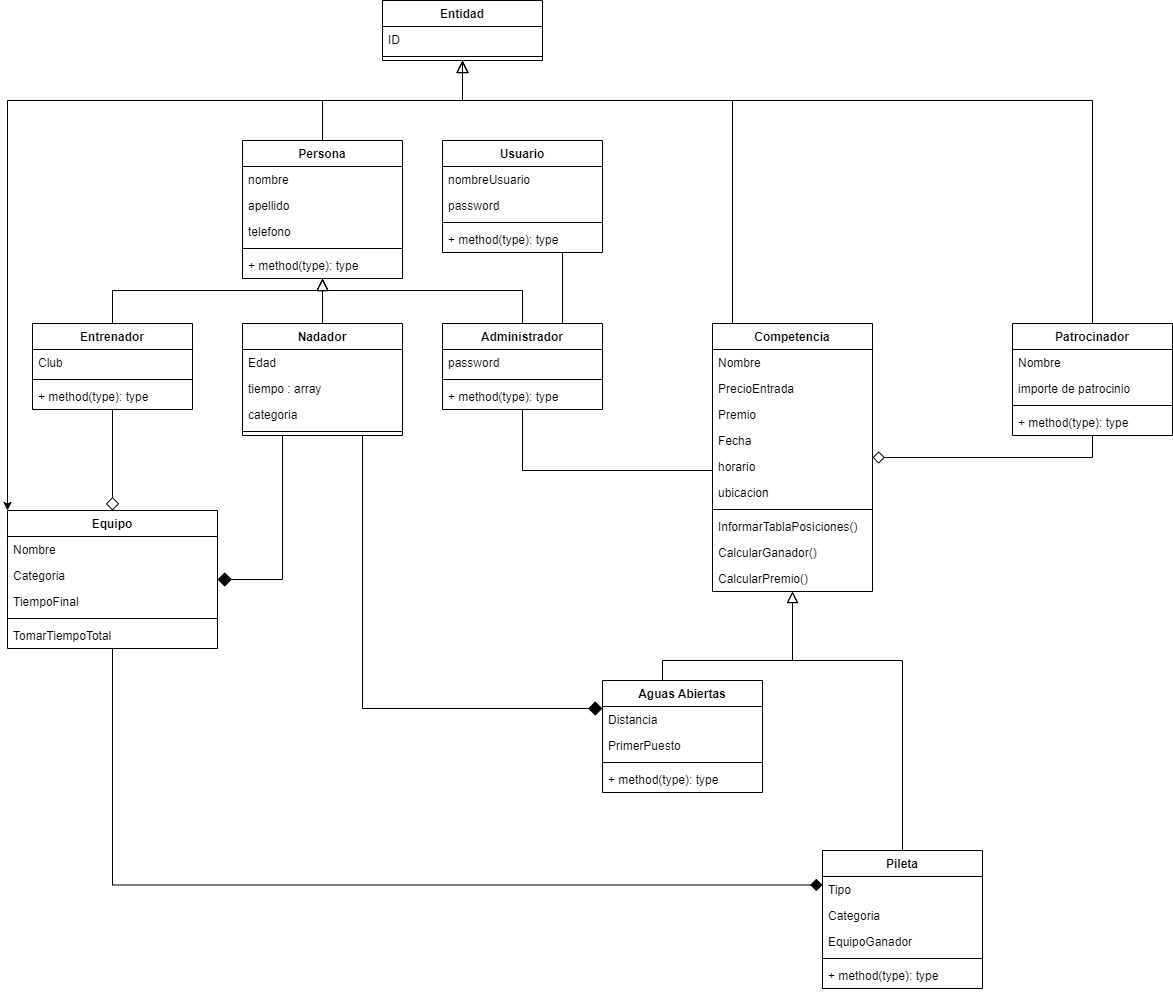 Entidad
ID
Persona
nombre
apellido
telefono
+ method(type): type
Usuario
nombreUsuario
password
+ method(type): type
Entrenador
Club
+ method(type): type
Nadador
Edad
tiempo : array
categoria
Administrador
password
+ method(type): type
Competencia
Nombre
PrecioEntrada
Premio
Fecha
horario
ubicacion
InformarTablaPosiciones()
CalcularGanador()
CalcularPremio()
Patrocinador
Nombre
importe de patrocinio
+ method(type): type
Equipo
Nombre
Categoria
TiempoFinal
TomarTiempoTotal
Aguas Abiertas
Distancia
PrimerPuesto
+ method(type): type
Pileta
Tipo
Categoria
EquipoGanador
+ method(type): type